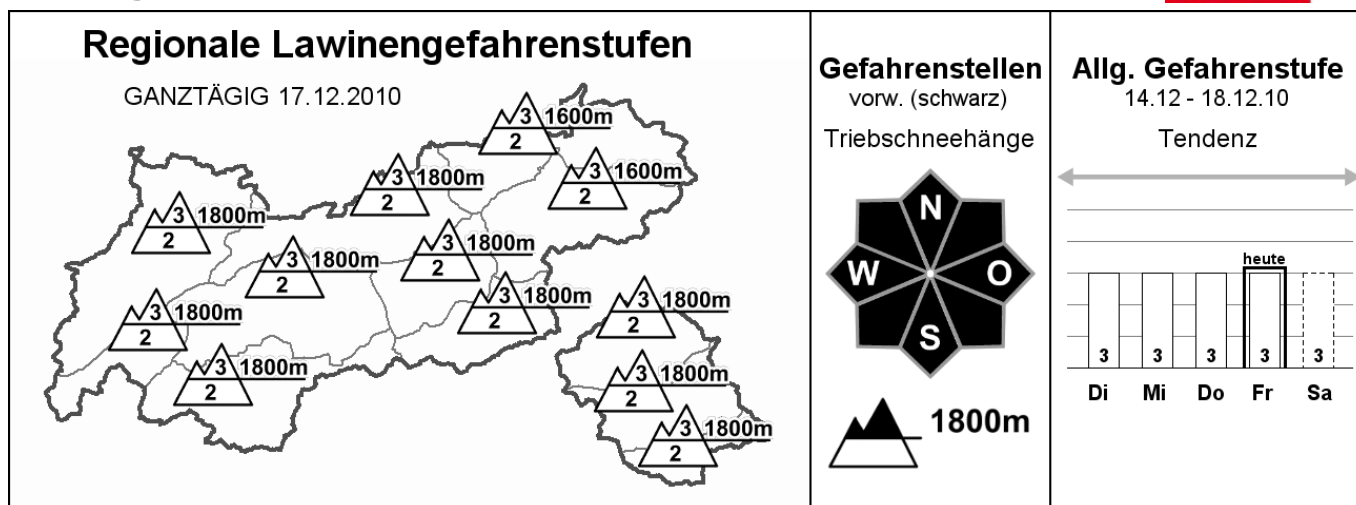 Regionale Lawinengefahrenstufen
GANZTÄGIG 17.12.2010
3 1600m
2
3 1600m
2
3 1800m
2
3 1800m
2
3 1800m
2
3 1800m
2
3 1800m
2
3 1800m
2
3 1800m
2
3 1800m
2
3 1800m
2
3 1800m
2
Gefahrenstellen
vorw. (schwarz)
Triebschneehänge
N
W O
S
1800m
Allg. Gefahrenstufe
14.12 - 18.12.10
Tendenz
heute
3 3 3 3 3
Di Mi Do Fr Sa